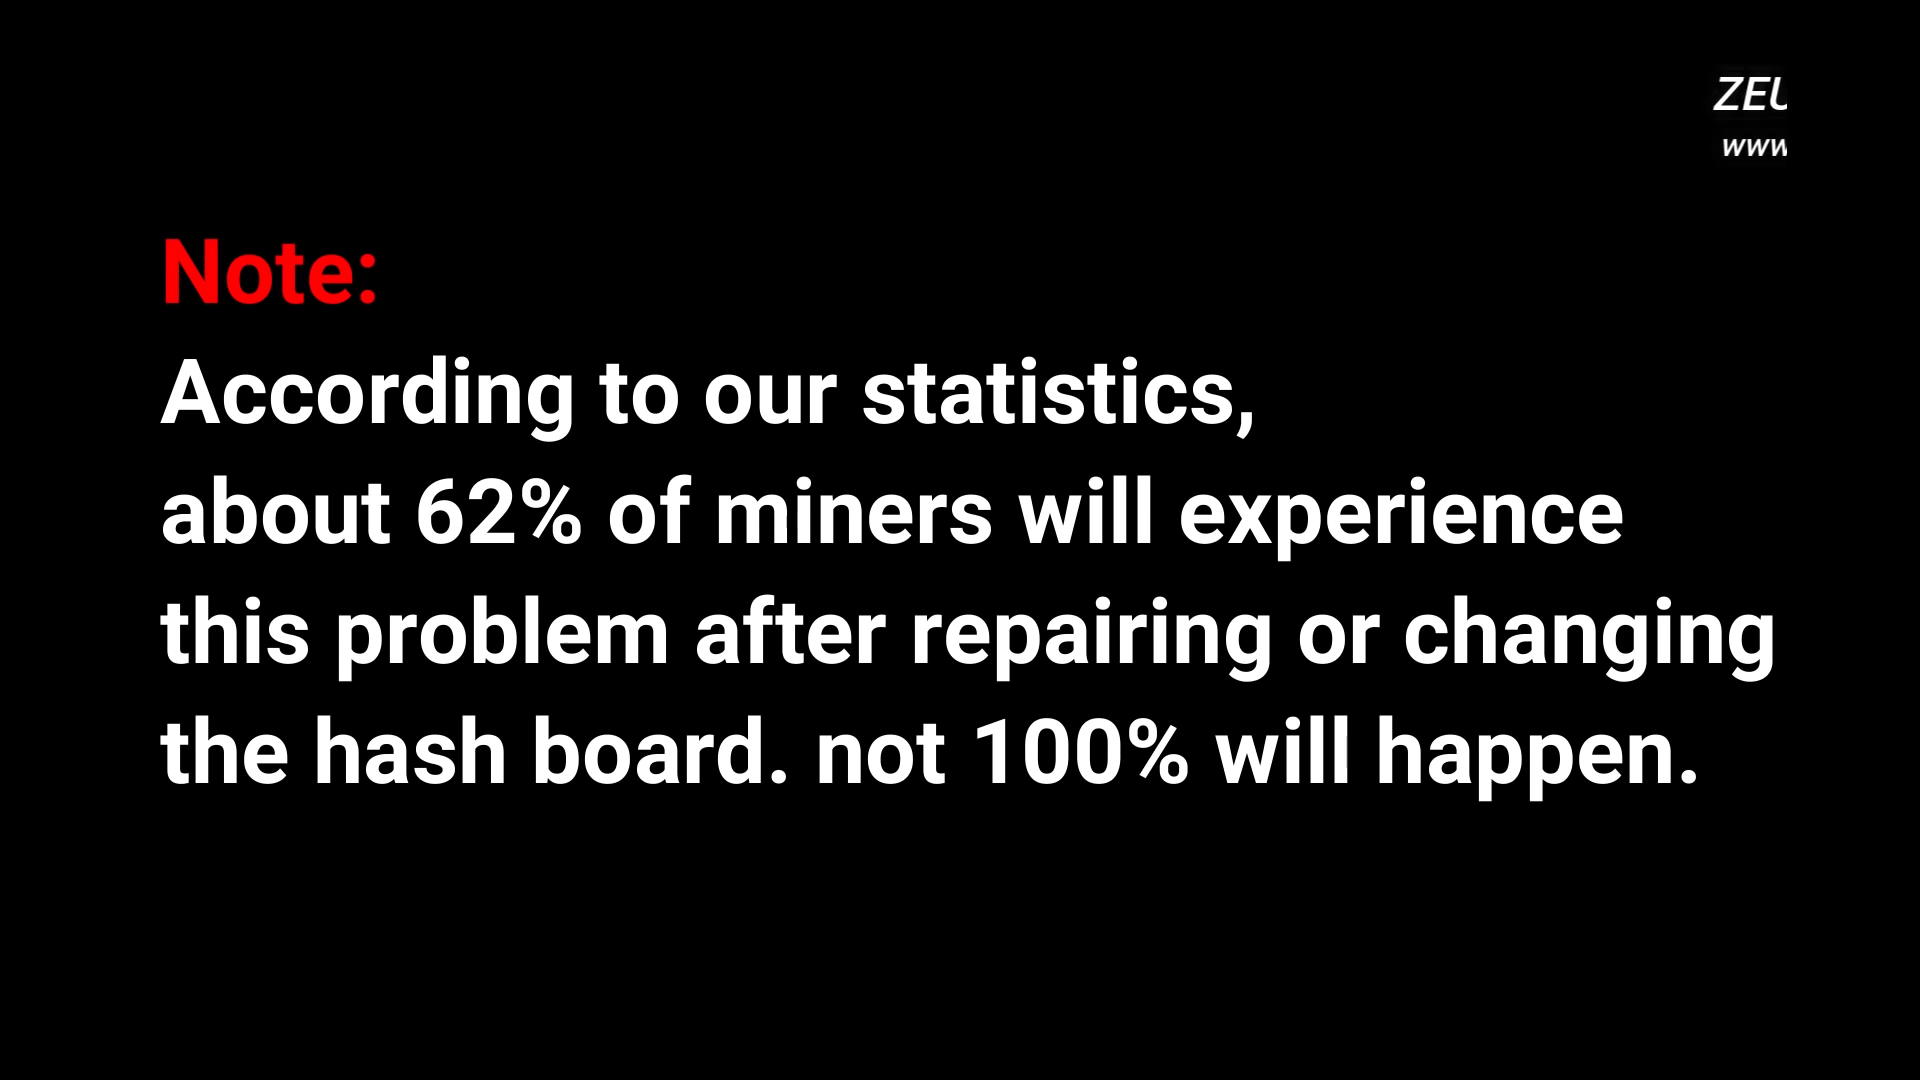 ZEU
www
Note:
According to our statistics,
about 62% of miners will experience
this problem after repairing or changing
the hash board. not 100% will happen.